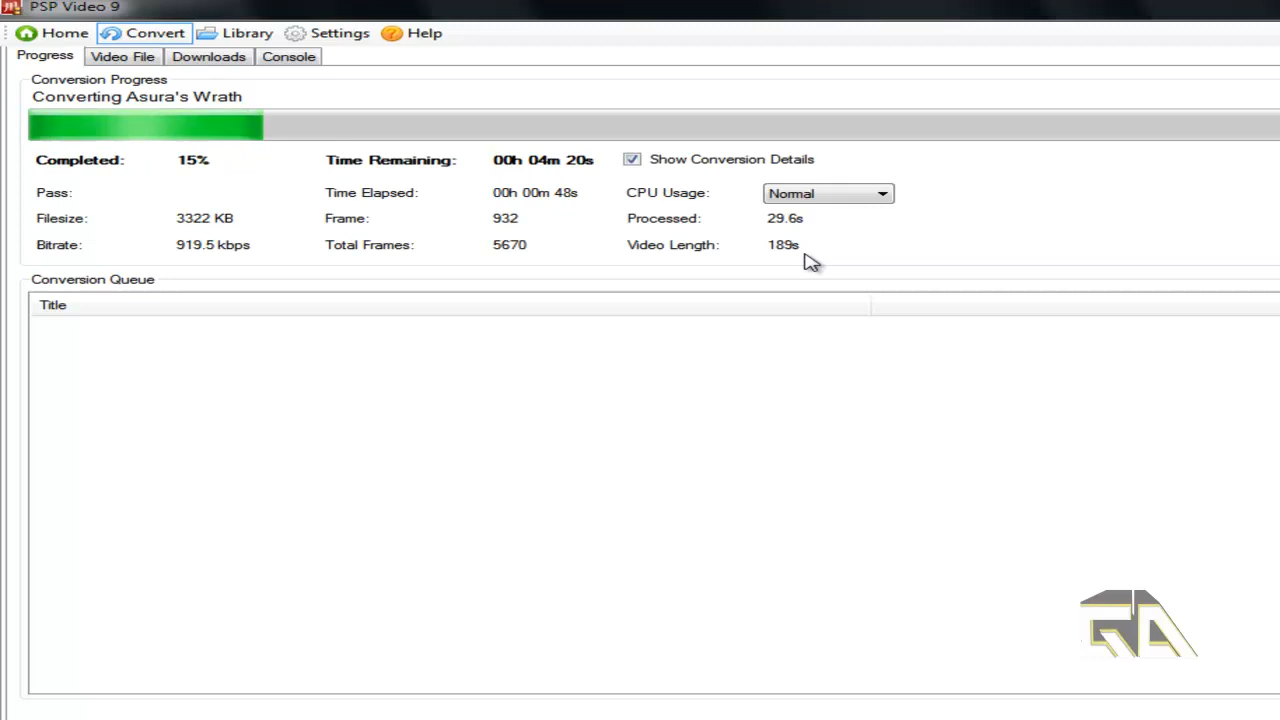 PSP Video 9
Home Convert Library Settings Help
Progress Video File Downloads Console
Conversion Progress
Converting Asura's Wrath
Completed: 15% Time Remaining: 00h 04m 20s Show Conversion Details
Pass: Time Elapsed: 00h 00m 48s CPU Usage: Normal
Filesize: 3322 KB Frame: 932 Processed: 29.6s
Bitrate: 919.5 kbps Total Frames: 5670 Video Length: 189s
Conversion Queue
Title